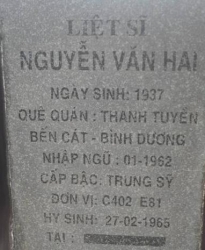 LIỆT SĨ
NGUYỄN VĂN HAI
NGÀY SINH: 1937
QUÊ QUÁN: THANH TUYỀN
BẾN CÁT - BÌNH DƯƠNG
NHẬP NGŨ: 01-1962
CẤP BẬC: TRUNG SỸ
ĐƠN VỊ: C402 E81
HY SINH: 27-02-1965
TẠI: